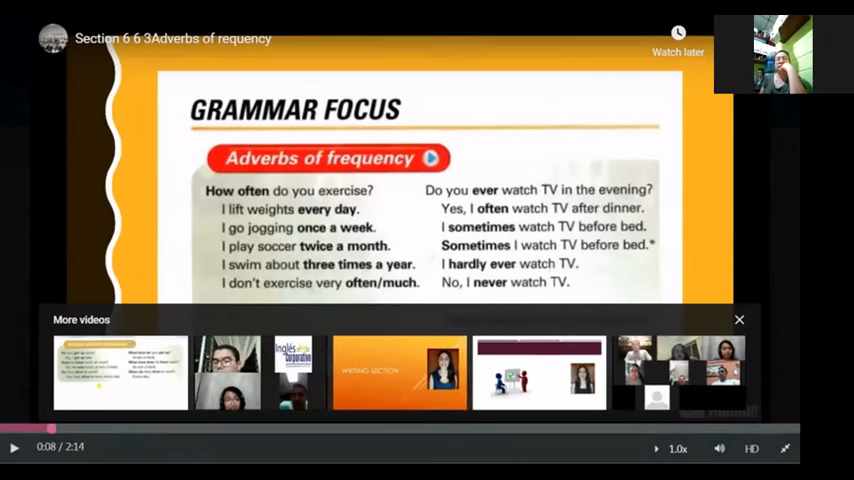 Section 6 6 3Adverbs of requency
Watch later
GRAMMAR FOCUS
Adverbs of frequency
How often do you exercise?
I lift weights every day.
I go jogging once a week.
I play soccer twice a month.
I swim about three times a year.
I don't exercise very often/much.
Do you ever watch TV in the evening?
Yes, I often watch TV after dinner.
I sometimes watch TV before bed.
Sometimes I watch TV before bed.*
I hardly ever watch TV.
No, I never watch TV.
More videos
Inglés
Corporativo
WRITING SECTION
0:08 / 2:14
1.0x
HD